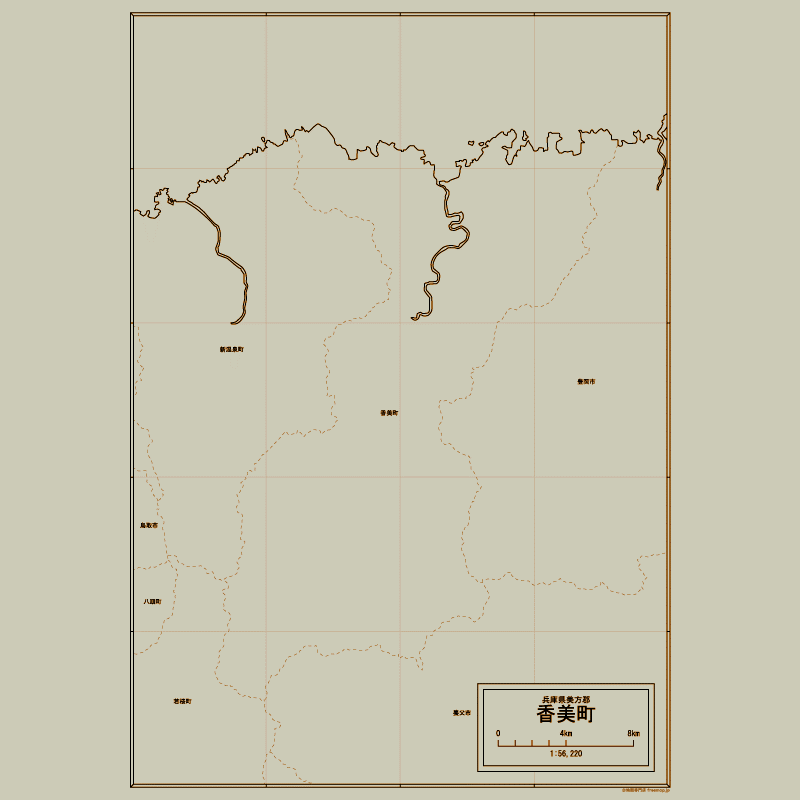 新温泉町
豊岡市
香美町
鳥取市
八頭町
若桜町
養父市
兵庫県美方郡
香美町
0 4km 8km
1:56,220